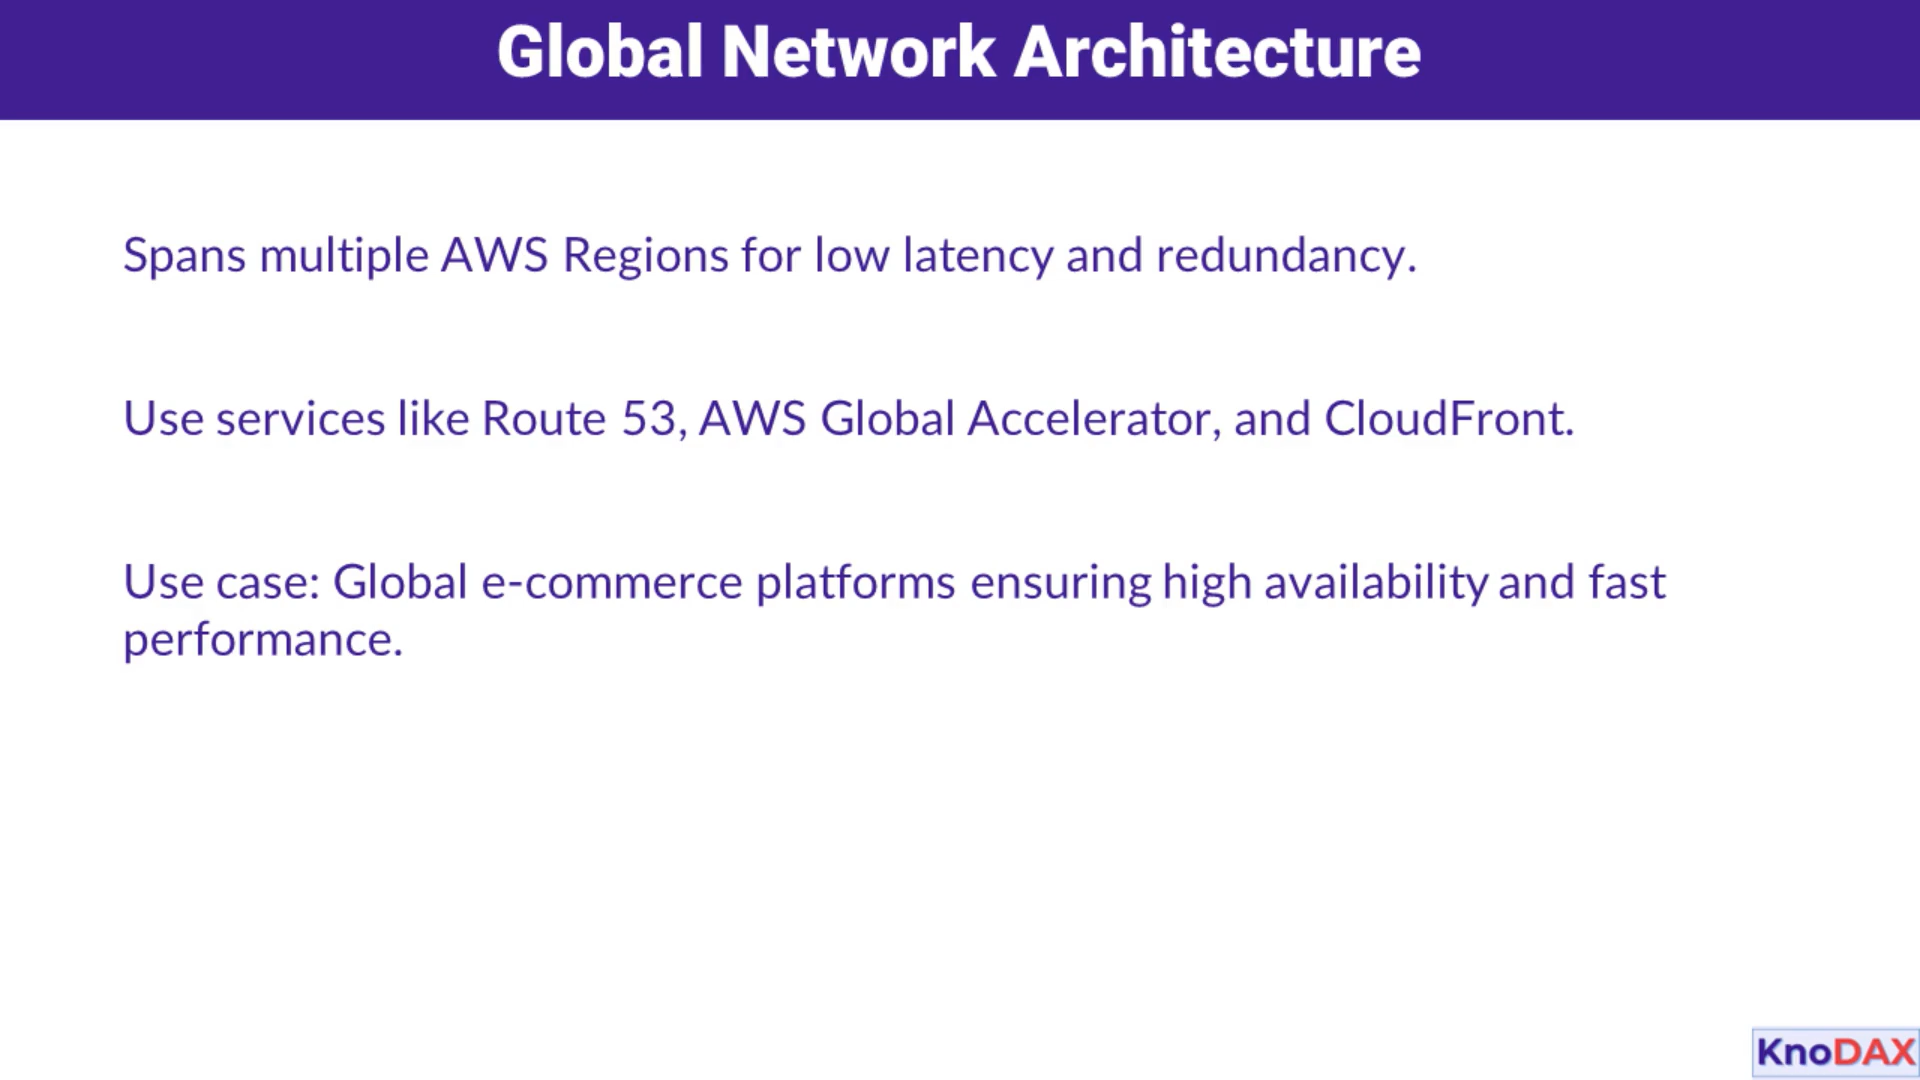 Global Network Architecture
Spans multiple AWS Regions for low latency and redundancy.
Use services like Route 53, AWS Global Accelerator, and CloudFront.
Use case: Global e-commerce platforms ensuring high availability and fast
performance.
KnoDAX